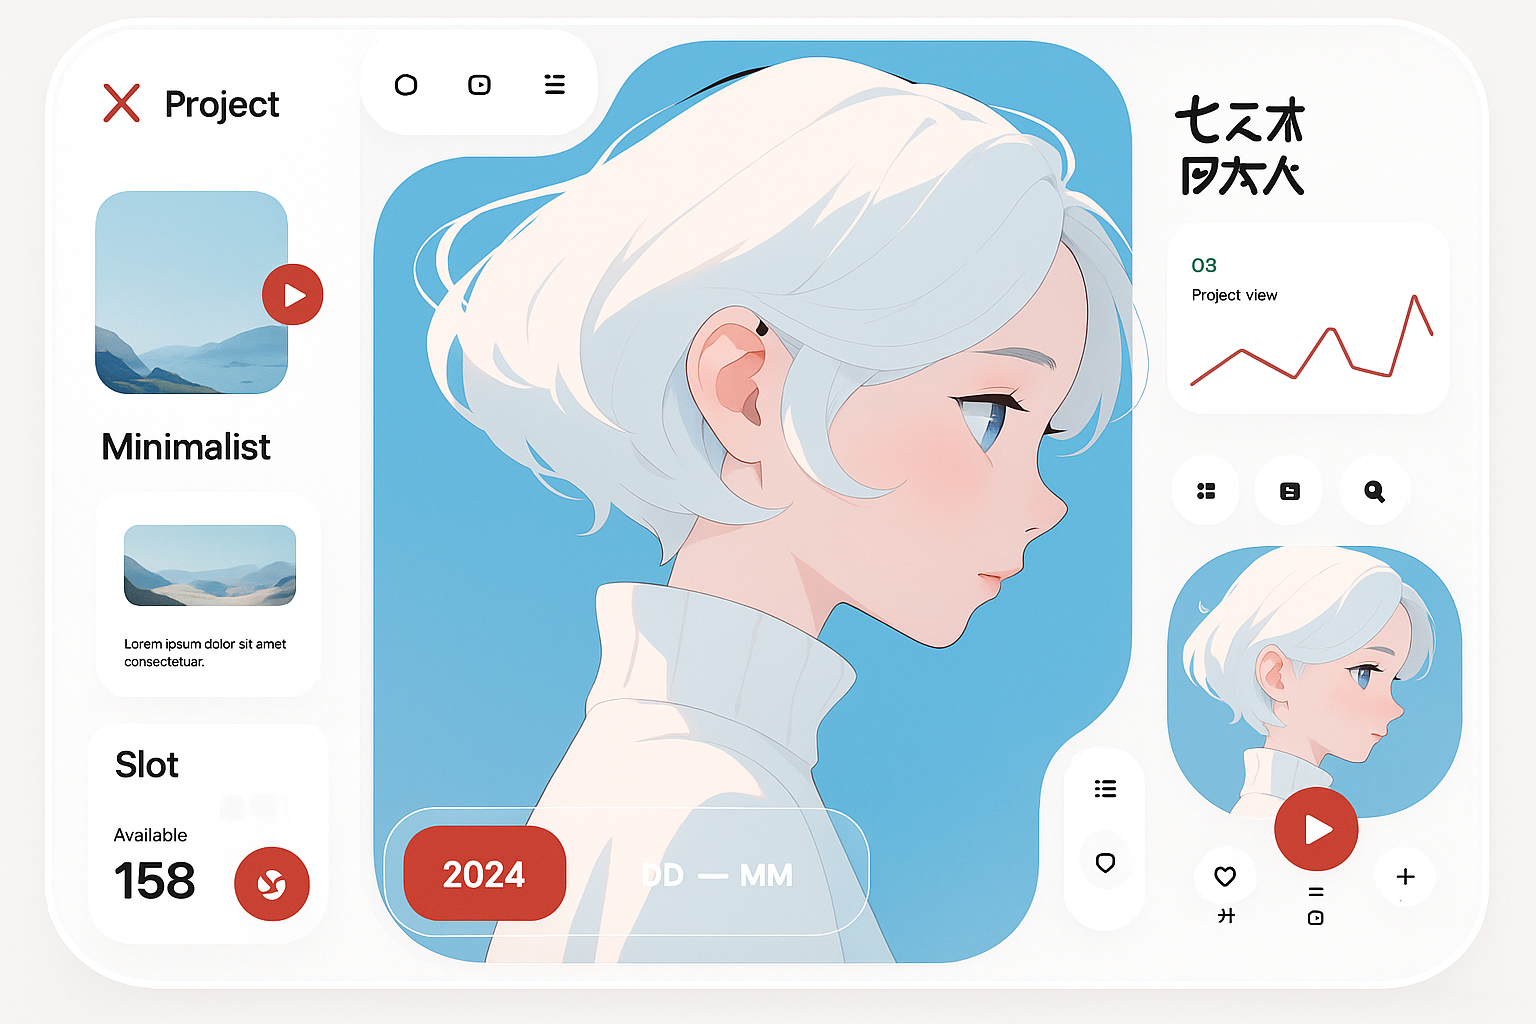 Project
Minimalist
Lorem ipsum dolor sit amet
consectetuar.
Slot
Available
158
2024 DD — MM
03
Project view